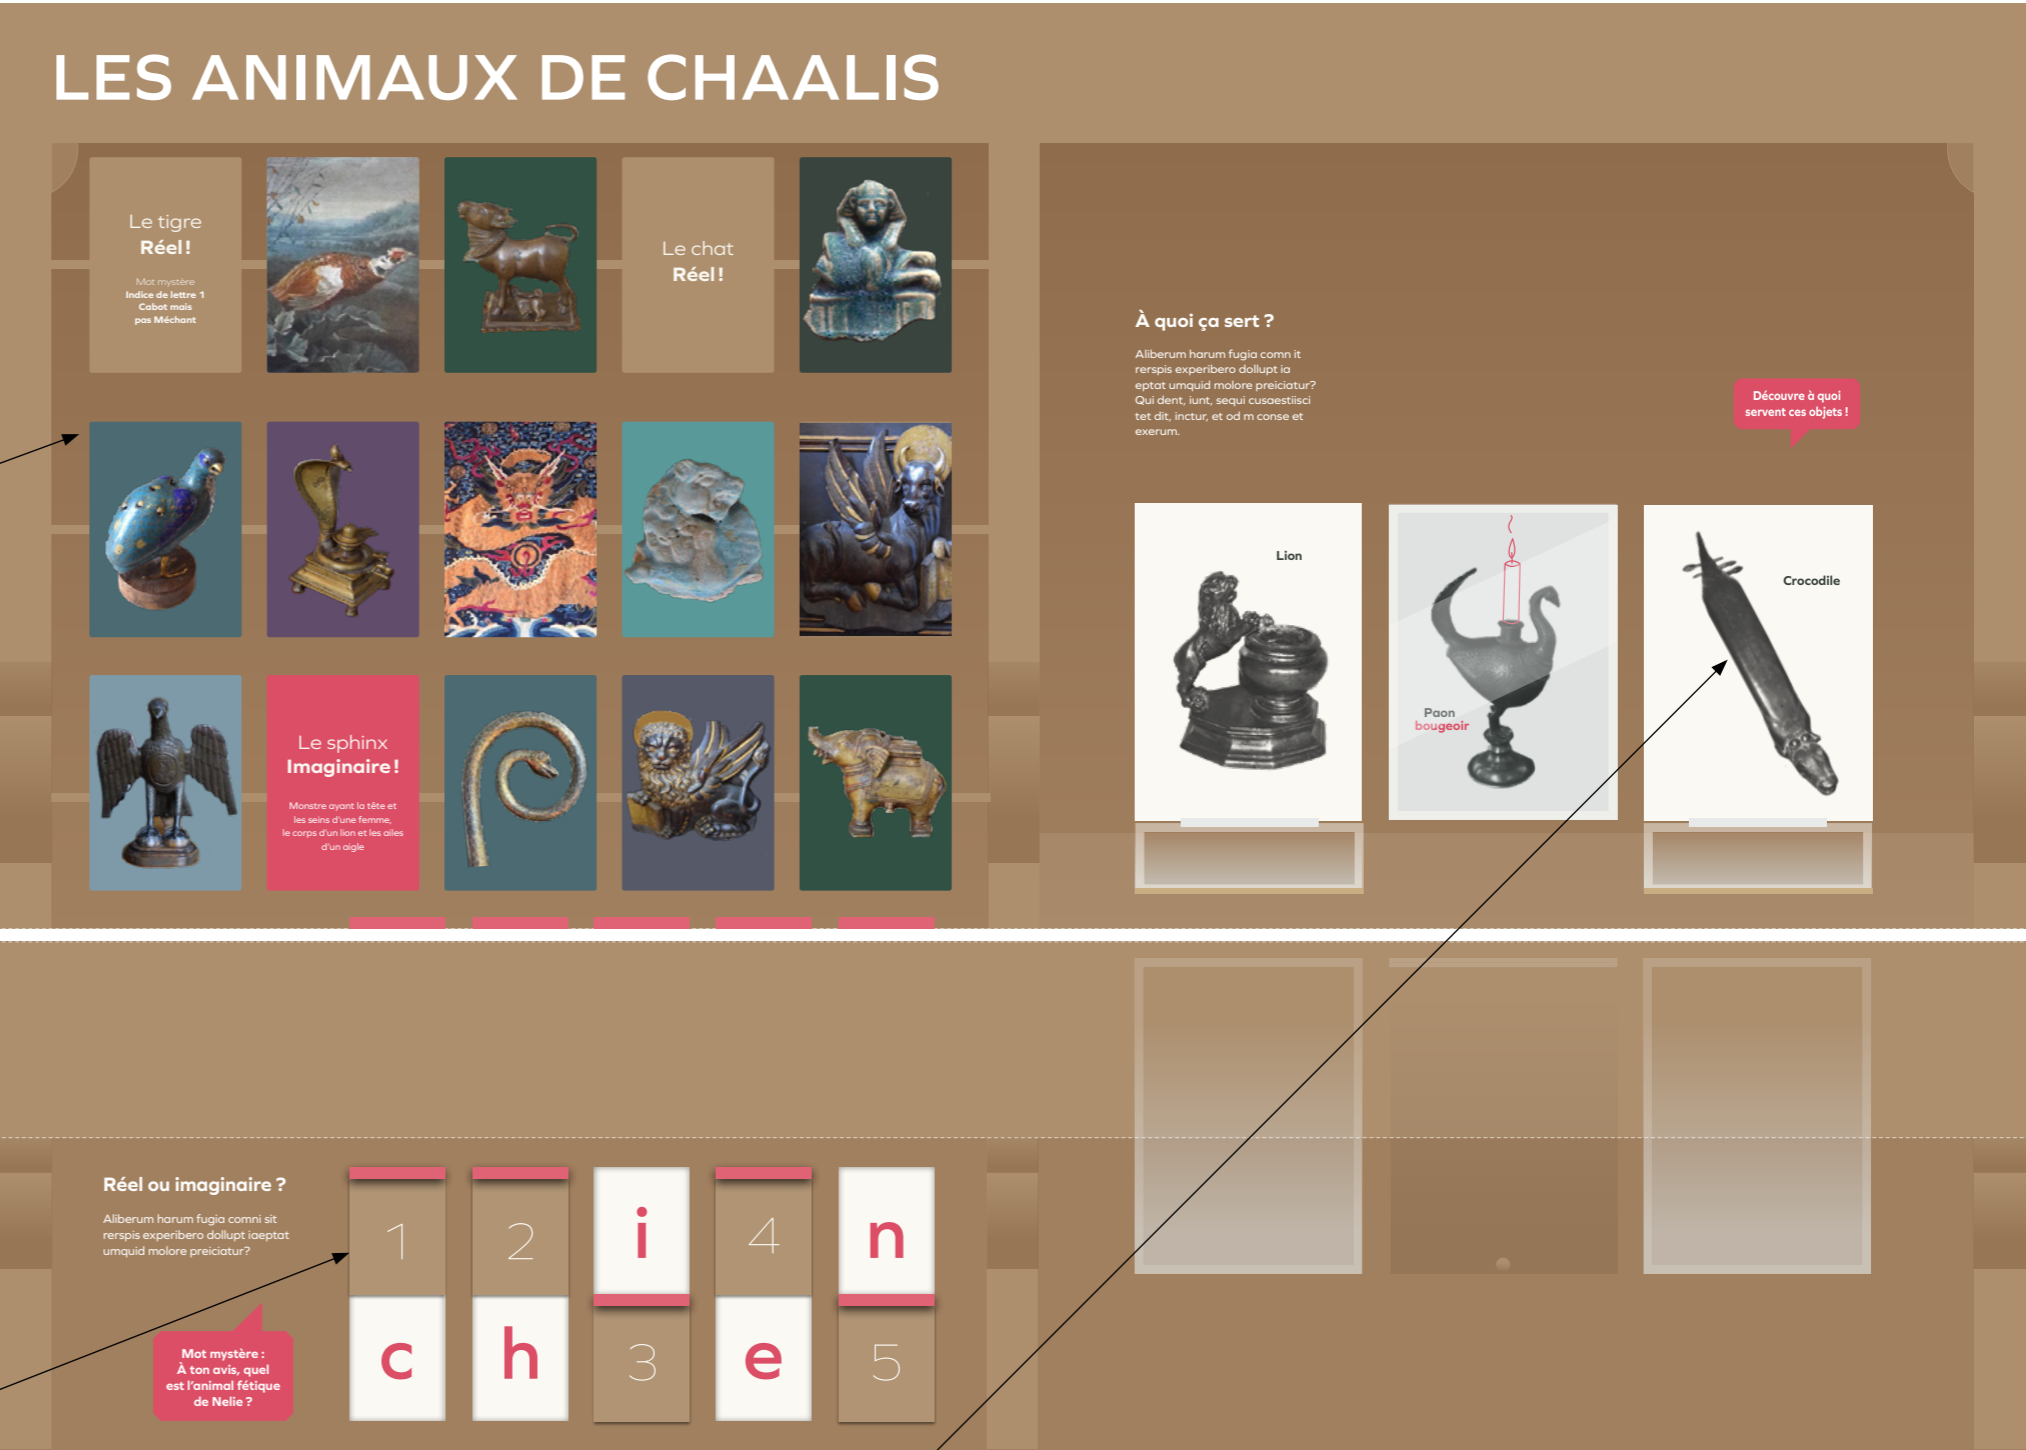 LES ANIMAUX DE CHAALIS
Le tigre
Réel !
Mot mystère
Indice de lettre 1
Cabot mais
pas Méchant
Le chat
Réel !
Le sphinx
Imaginaire !
Monstre ayant la tête et
les seins d'une femme,
le corps d'un lion et les ailes
d'un aigle
À quoi ça sert ?
Aliberum harum fugia comn it
rerspis experibero dollupt ia
eptat umquid molore preiciatur?
Qui dent, iunt, sequi cusaestiisci
tet dit, inctur, et od m conse et
exerum.
Découvre à quoi
servent ces objets !
Lion
Paon
bougeoir
Crocodile
Réel ou imaginaire ?
Aliberum harum fugia comni sit
rerspis experibero dollupt iaeptat
umquid molore preiciatur?
Mot mystère :
À ton avis, quel
est l'animal fétique
de Nelie ?
1 2 i 4 n
c h 3 e 5